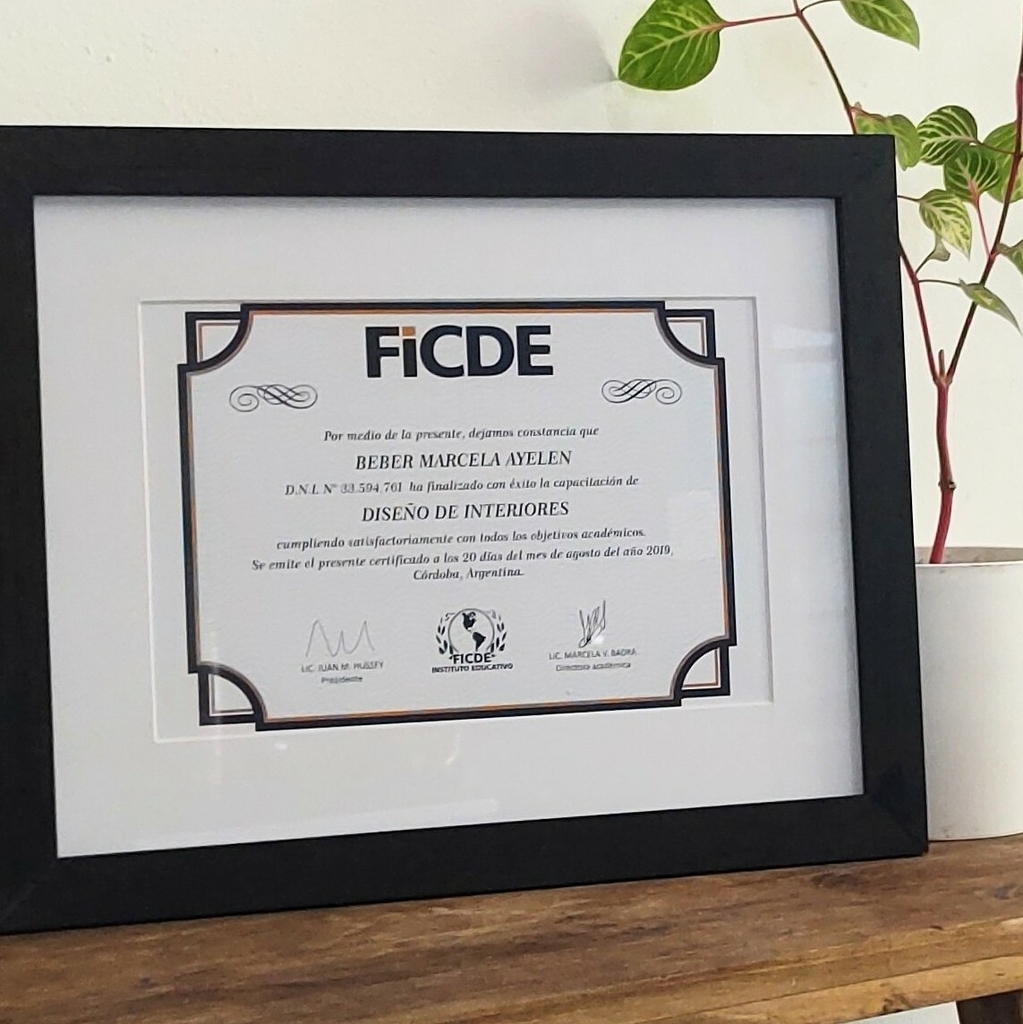 FiCDE
Por medio de la presente, dejamos constancia que
BEBER MARCELA AYELEN
D.N.I. N° 33.594.761 ha finalizado con éxito la capacitación de
DISEÑO DE INTERIORES
cumpliendo satisfactoriamente con todos los objetivos académicos.
Se emite el presente certificado a los 20 días del mes de agosto del año 2019,
Córdoba, Argentina.
LIC. JUAN M. HUSSEY
Presidente
FICDE
INSTITUTO EDUCATIVO
LIC. MARCELA V. BADRA
Directora académica